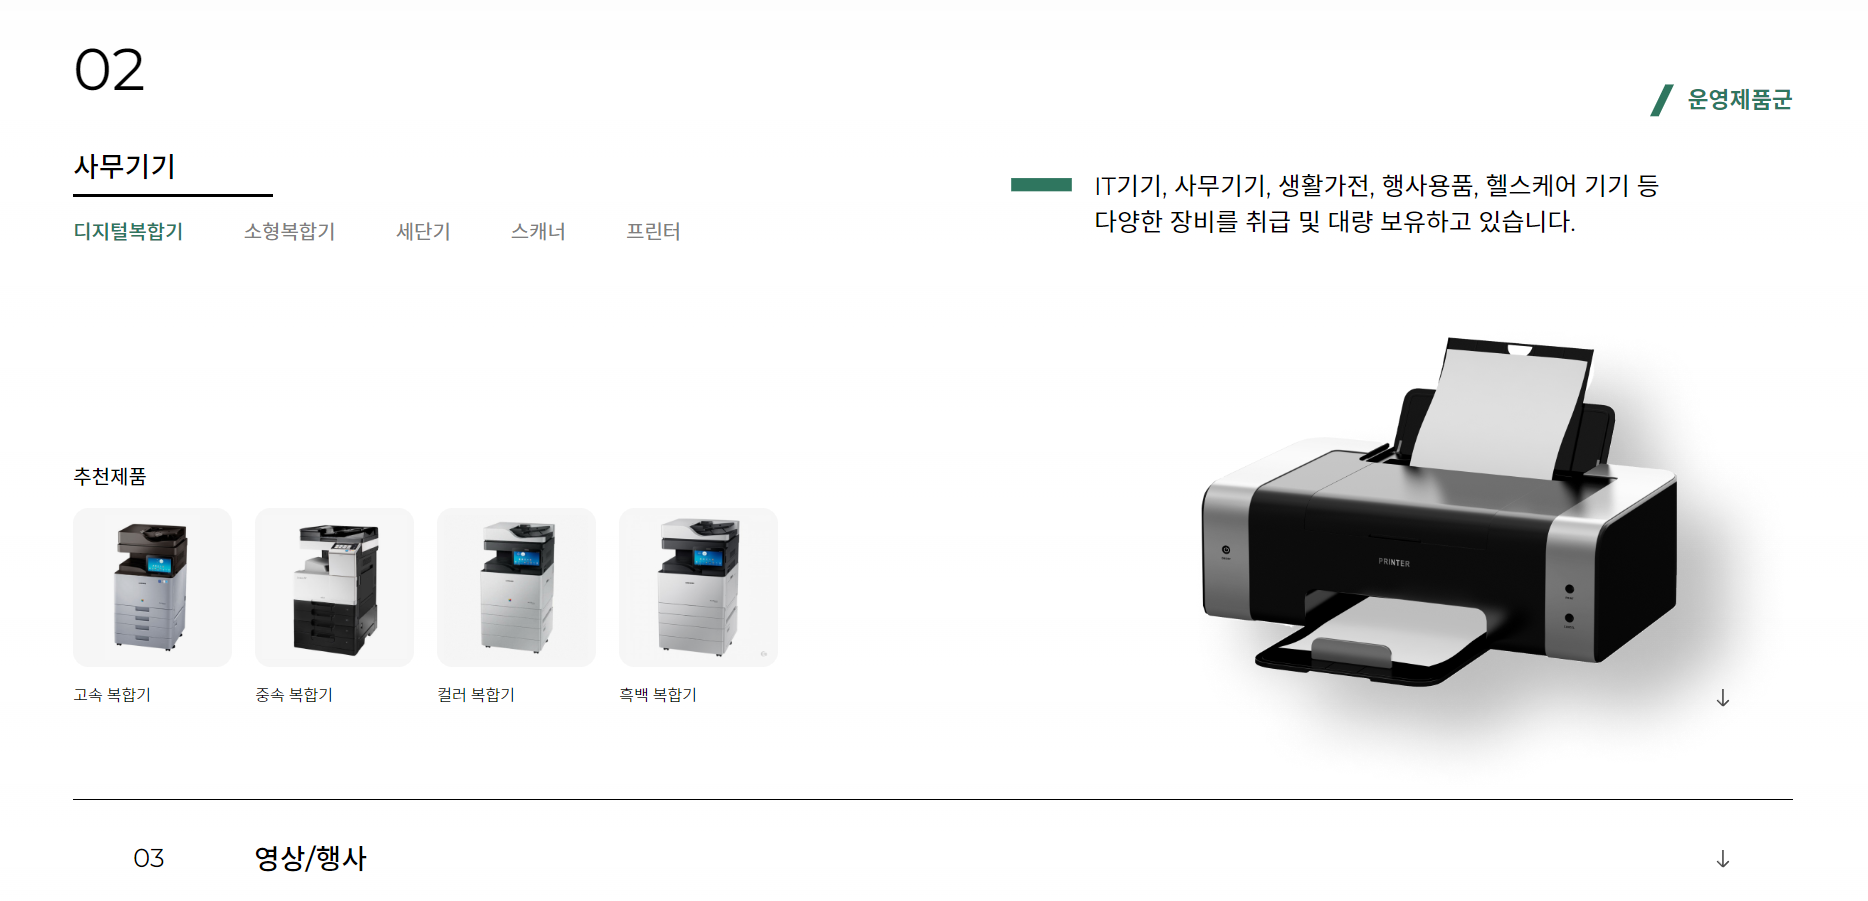 02
운영제품군
사무기기
IT기기, 사무기기, 생활가전, 행사용품, 헬스케어 기기 등
다양한 장비를 취급 및 대량 보유하고 있습니다.
디지털복합기 소형복합기 세단기 스캐너 프린터
추천제품
PRINTER
고속 복합기 중속 복합기 컬러 복합기 흑백 복합기
03 영상/행사